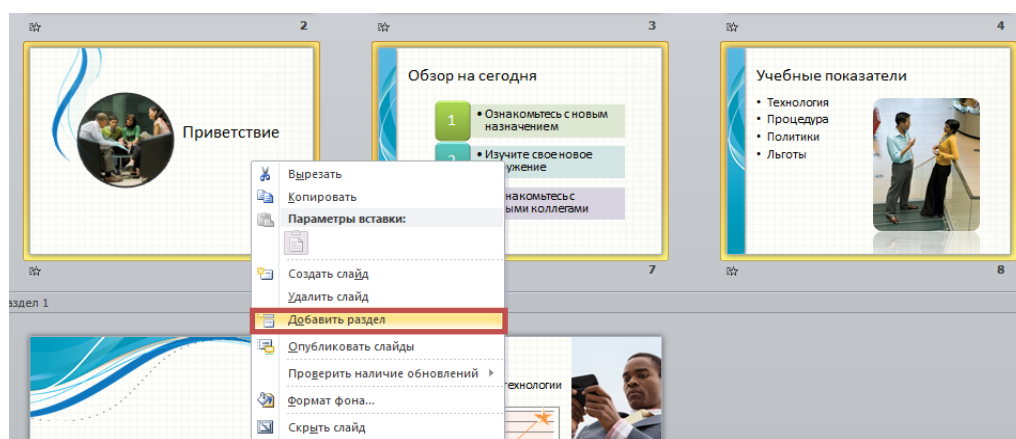 2
3
4
Приветствие
Обзор на сегодня
1
• Ознакомьтесь с новым
назначением
2
• Изучите свое новое
ужение
накомьтесь с
ыми коллегами
Учебные показатели
• Технология
• Процедура
• Политики
• Льготы
Вырезать
Копировать
Параметры вставки:
Создать слайд
Удалить слайд
Добавить раздел
Опубликовать слайды
Проверить наличие обновлений
Формат фона...
Скрыть слайд
7
8
аздел 1
ехнологии